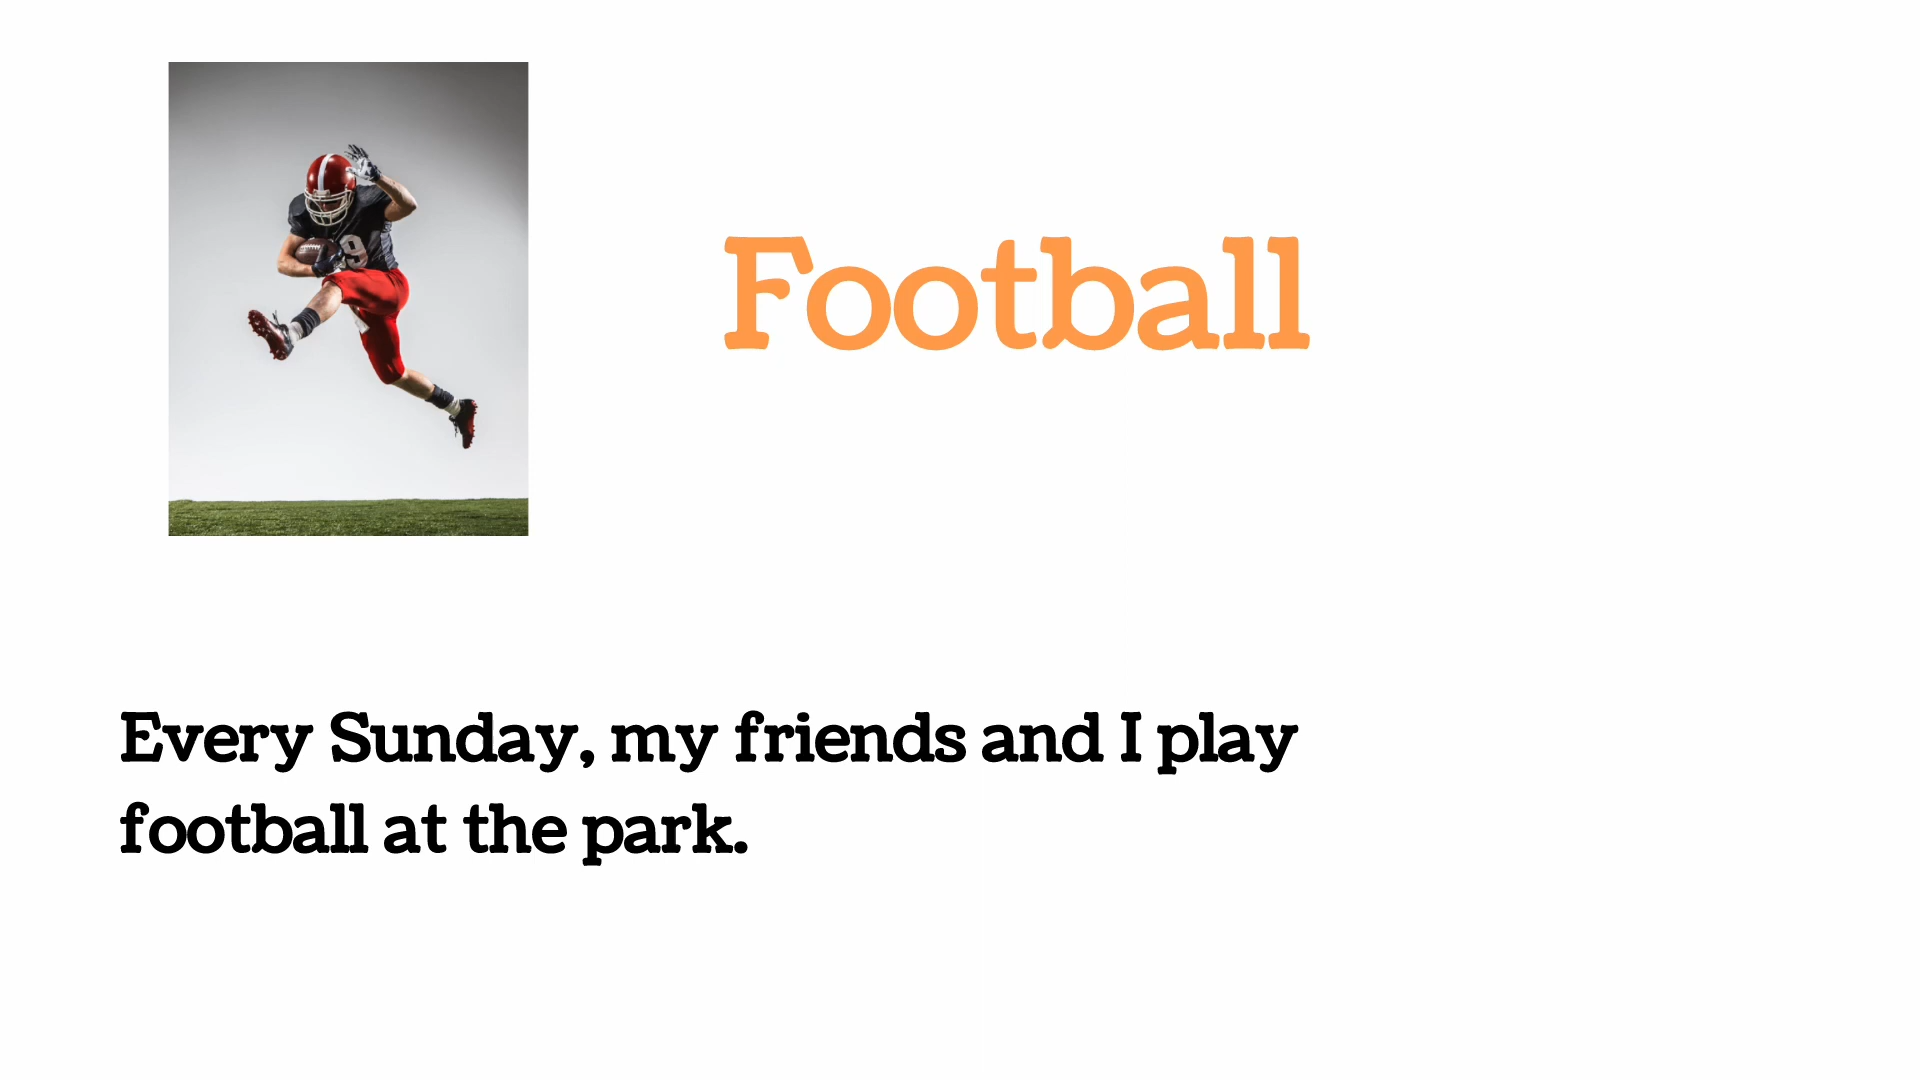 Football
Every Sunday, my friends and I play
football at the park.